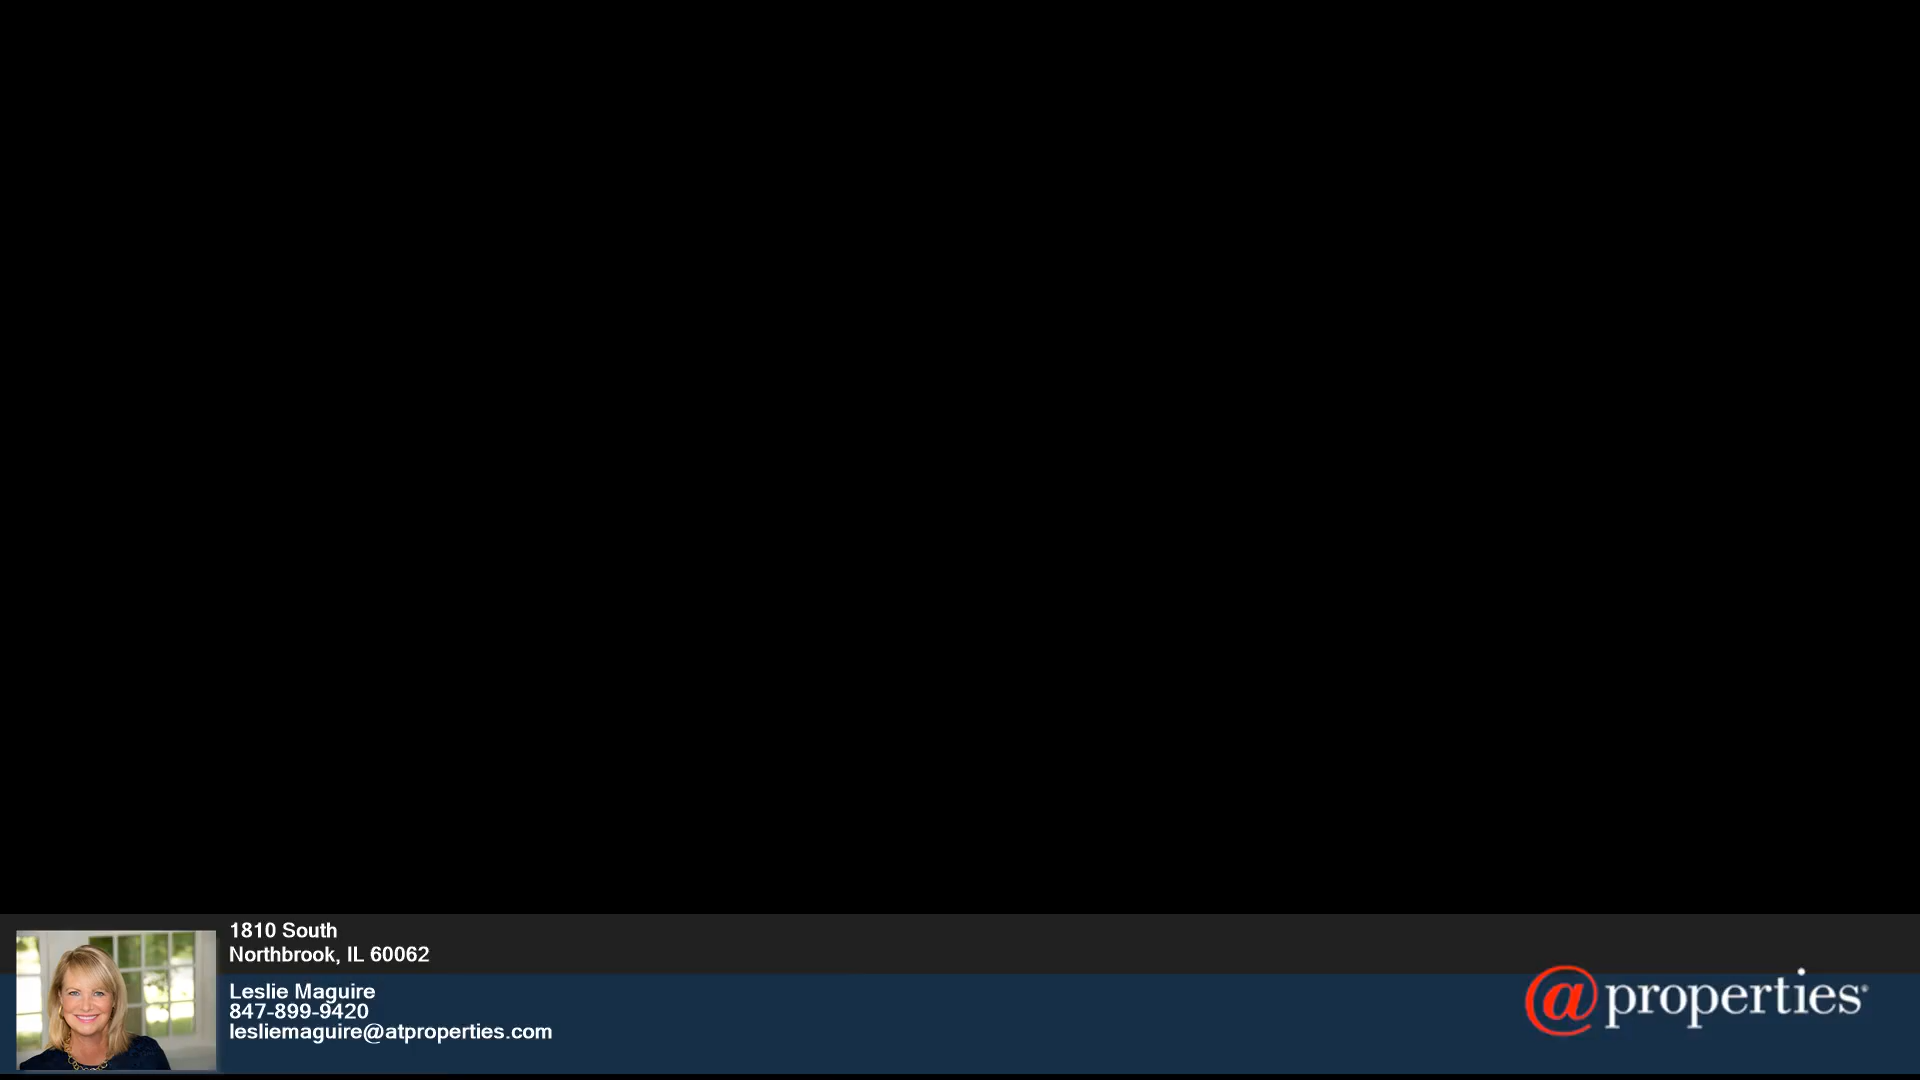 1810 South
Northbrook, IL 60062
Leslie Maguire
847-899-9420
lesliemaguire@atproperties.com
@properties®